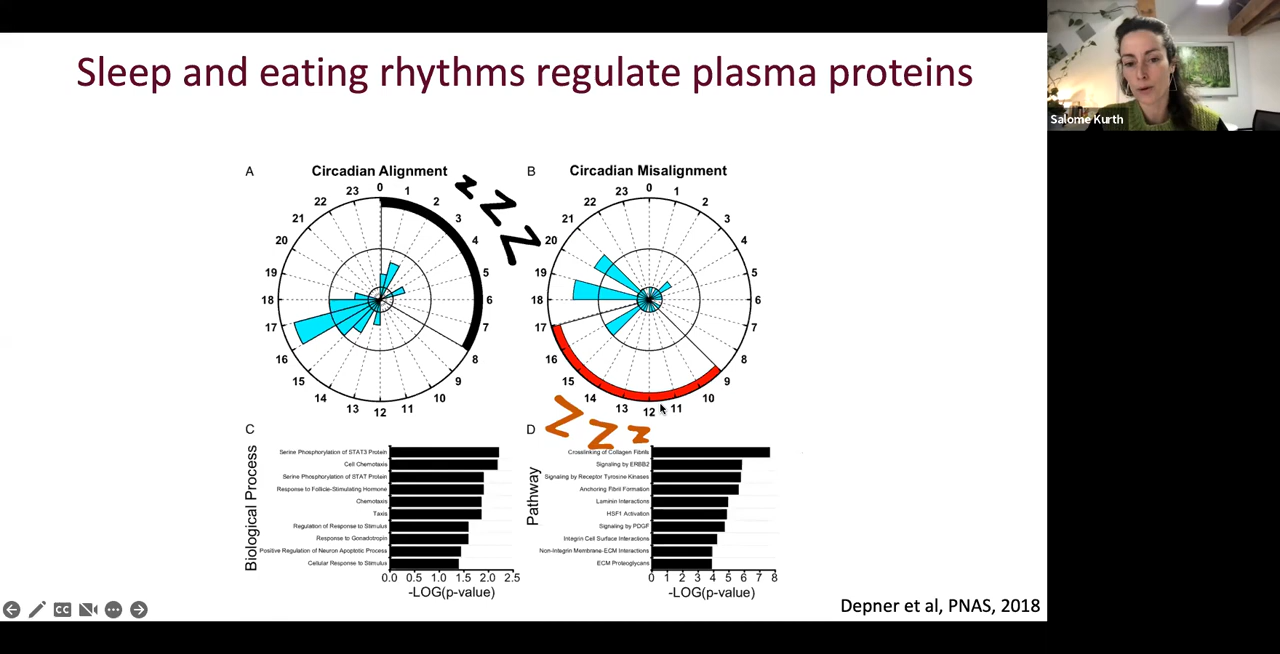 Sleep and eating rhythms regulate plasma proteins
Salome Kurth
A
Circadian Alignment
0
1
2
3
4
5
6
7
8
9
10
11
12
13
14
15
16
17
18
19
20
21
22
23
z Z Z
B
Circadian Misalignment
0
1
2
3
4
5
6
7
8
9
10
11
12
13
14
15
16
17
18
19
20
21
22
23
Z Z z
C
Biological Process
Serine Phosphorylation of STAT3 Protein
Cell Chemotaxis
Serine Phosphorylation of STAT Protein
Response to Follicle-Stimulating Hormone
Chemotaxis
Taxis
Regulation of Response to Stimulus
Response to Gonadotropin
Positive Regulation of Neuron Apoptotic Process
Cellular Response to Stimulus
0.0 0.5 1.0 1.5 2.0 2.5
-LOG(p-value)
D
Pathway
Crosslinking of Collagen Fibrils
Signaling by ERBB2
Signaling by Receptor Tyrosine Kinases
Anchoring Fibril Formation
Laminin Interactions
HSF1 Activation
Signaling by PDGF
Integrin Cell Surface Interactions
Non-Integrin Membrane-ECM Interactions
ECM Proteoglycans
0 1 2 3 4 5 6 7 8
-LOG(p-value)
Depner et al, PNAS, 2018
CC